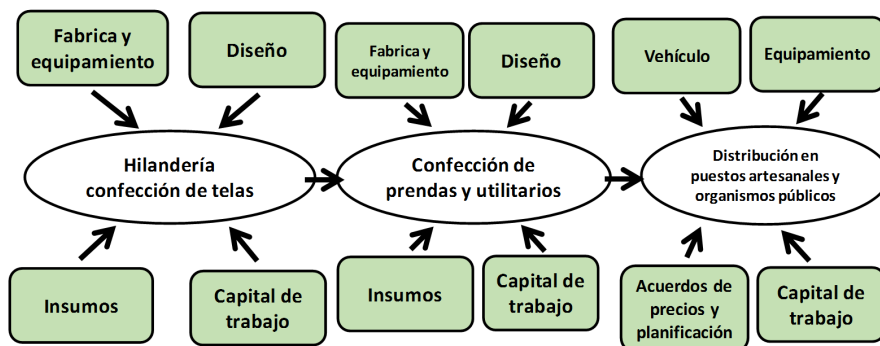 Fabrica y
equipamiento
Diseño
Fabrica y
equipamiento
Diseño
Vehículo
Equipamiento
Hilandería
confección de telas
Confección de
prendas y utilitarios
Distribución en
puestos artesanales y
organismos públicos
Insumos
Capital de
trabajo
Insumos
Capital de
trabajo
Acuerdos de
precios y
planificación
Capital de
trabajo